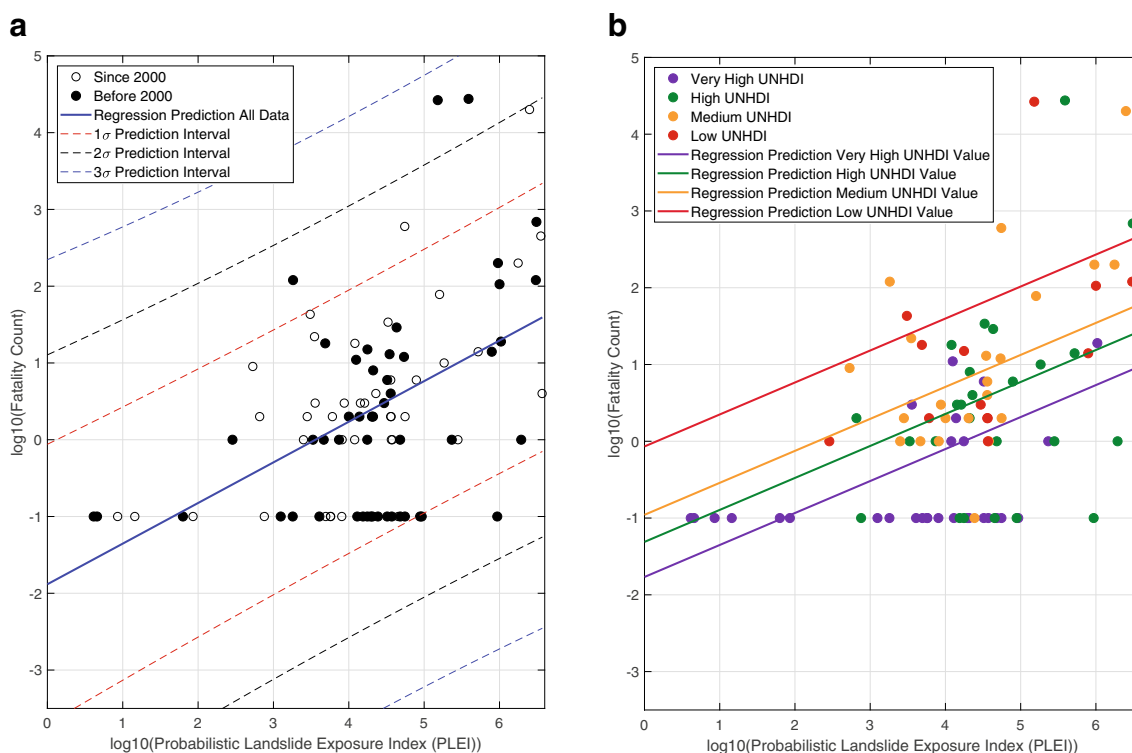 a
5
4
3
2
1
0
-1
-2
-3
0 1 2 3 4 5 6
log10(Fatality Count)
log10(Probabilistic Landslide Exposure Index (PLEI))
Since 2000
Before 2000
Regression Prediction All Data
1σ Prediction Interval
2σ Prediction Interval
3σ Prediction Interval
b
5
4
3
2
1
0
-1
-2
-3
0 1 2 3 4 5 6
log10(Fatality Count)
log10(Probabilistic Landslide Exposure Index (PLEI))
Very High UNHDI
High UNHDI
Medium UNHDI
Low UNHDI
Regression Prediction Very High UNHDI Value
Regression Prediction High UNHDI Value
Regression Prediction Medium UNHDI Value
Regression Prediction Low UNHDI Value